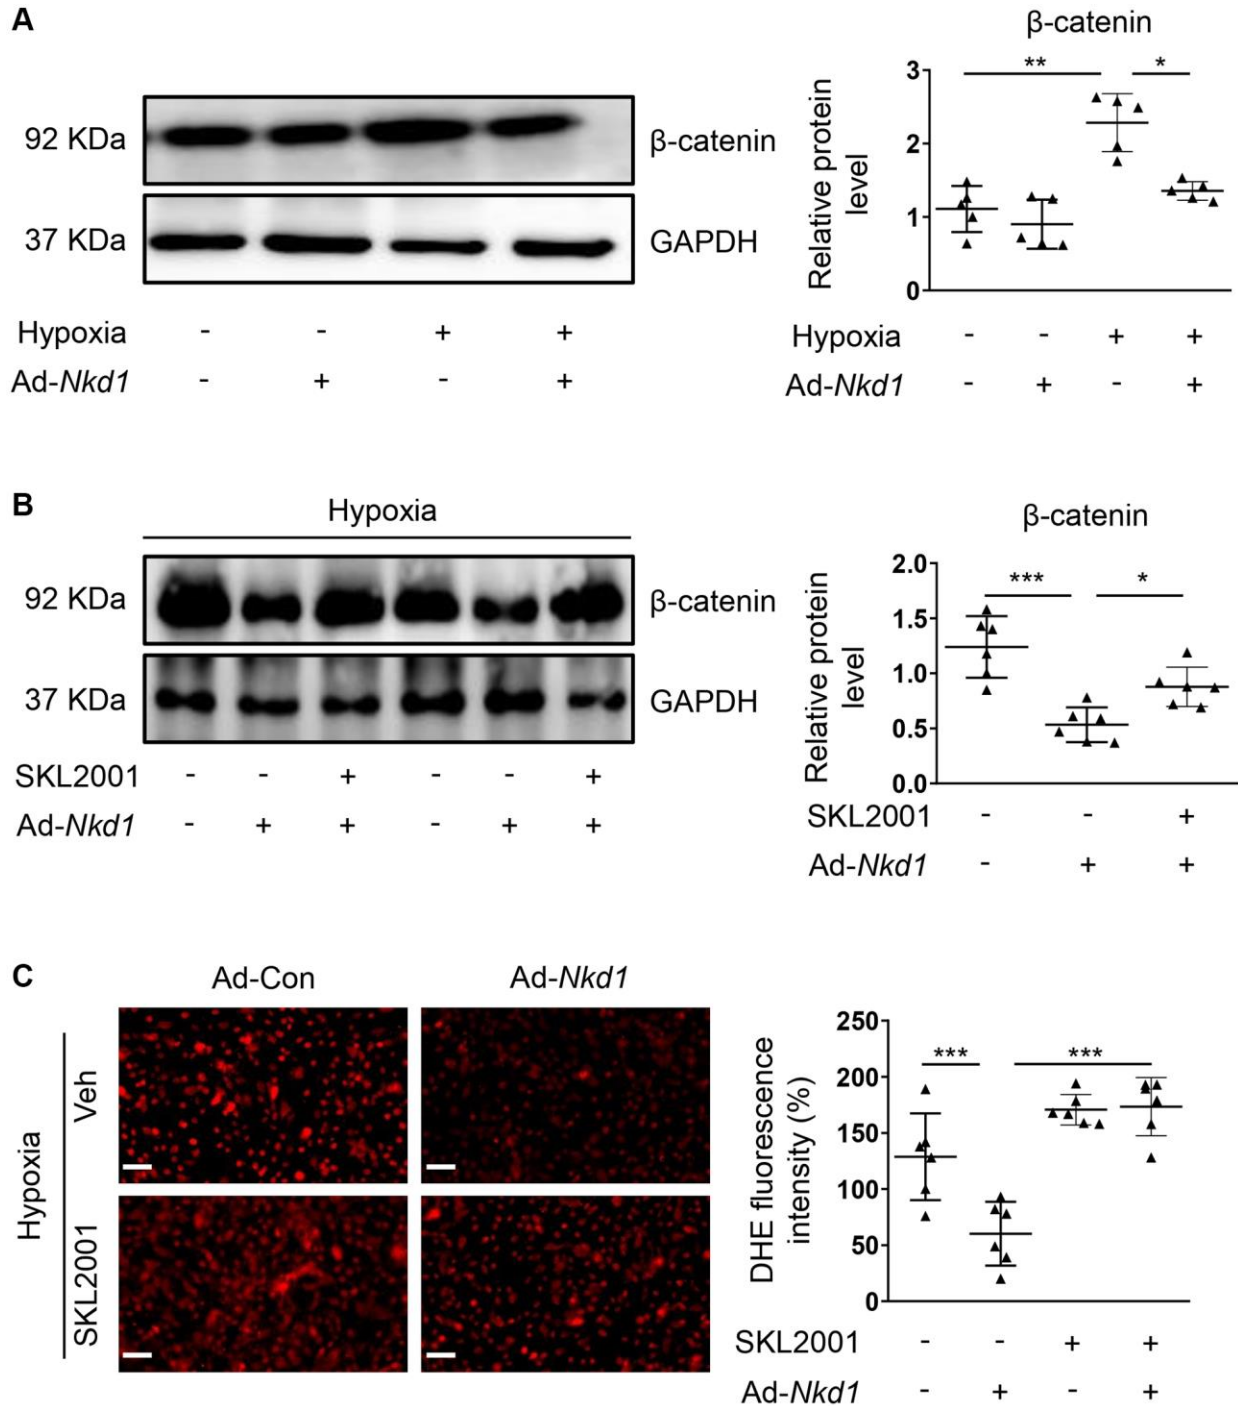 A
β-catenin
92 KDa
β-catenin
37 KDa
GAPDH
Hypoxia - - + +
Ad-Nkd1 - + - +
** *
3
2
1
0
Relative protein
level
Hypoxia - - + +
Ad-Nkd1 - + - +
B
Hypoxia
92 KDa
β-catenin
37 KDa
GAPDH
SKL2001 - - + - - +
Ad-Nkd1 - + + - + +
β-catenin
*** *
2.0
1.5
1.0
0.5
0.0
Relative protein
level
SKL2001 - - +
Ad-Nkd1 - + +
C
Ad-Con Ad-Nkd1
Hypoxia
Veh
SKL2001
*** ***
250
200
150
100
50
0
DHE fluorescence
intensity (%)
SKL2001 - - + +
Ad-Nkd1 - + - +